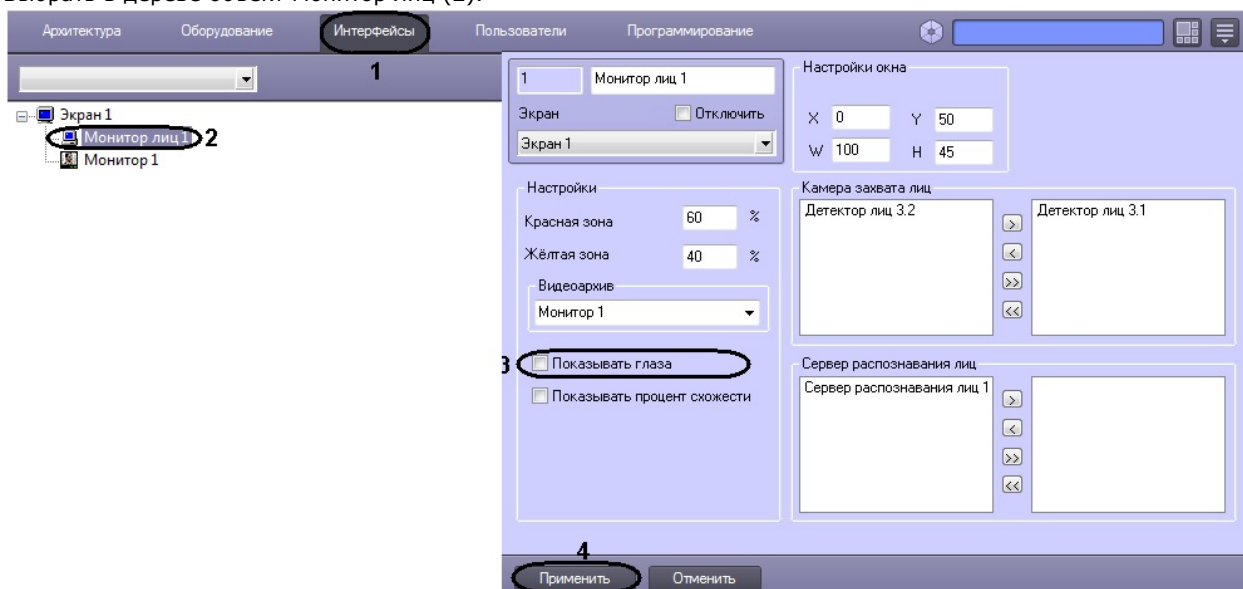 Выбрать в дереве объект Монитор лиц (2).
Архитектура Оборудование Интерфейсы Пользователи Программирование
1
Экран 1
Монитор лиц 1 2
Монитор 1
1 Монитор лиц 1
Экран Отключить
Экран 1
Настройки окна
X 0 Y 50
W 100 H 45
Настройки
Красная зона 60 %
Жёлтая зона 40 %
Видеоархив
Монитор 1
3 Показывать глаза
Показывать процент схожести
Камера захвата лиц
Детектор лиц 3.2 > Детектор лиц 3.1
<
>>
<<
Сервер распознавания лиц
Сервер распознавания лиц 1 >
<
>>
<<
4
Применить Отменить